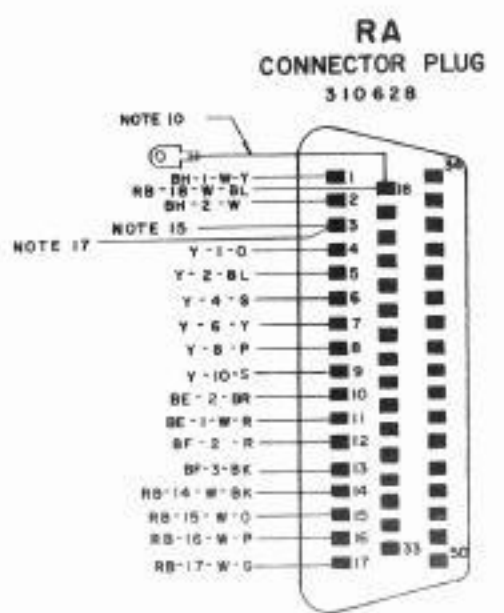 RA
CONNECTOR PLUG
310628
NOTE 10
BH-1-W-Y 1
RB-18-W-BL 18
BH-2-W 2
NOTE 15 3
NOTE 17
Y-1-O 4
Y-2-BL 5
Y-4-G 6
Y-6-Y 7
Y-8-P 8
Y-10-S 9
BE-2-BR 10
BE-1-W-R 11
BF-2-R 12
BF-3-BK 13
RB-14-W-BK 14
RB-15-W-O 15
RB-16-W-P 16
33
50
RB-17-W-G 17